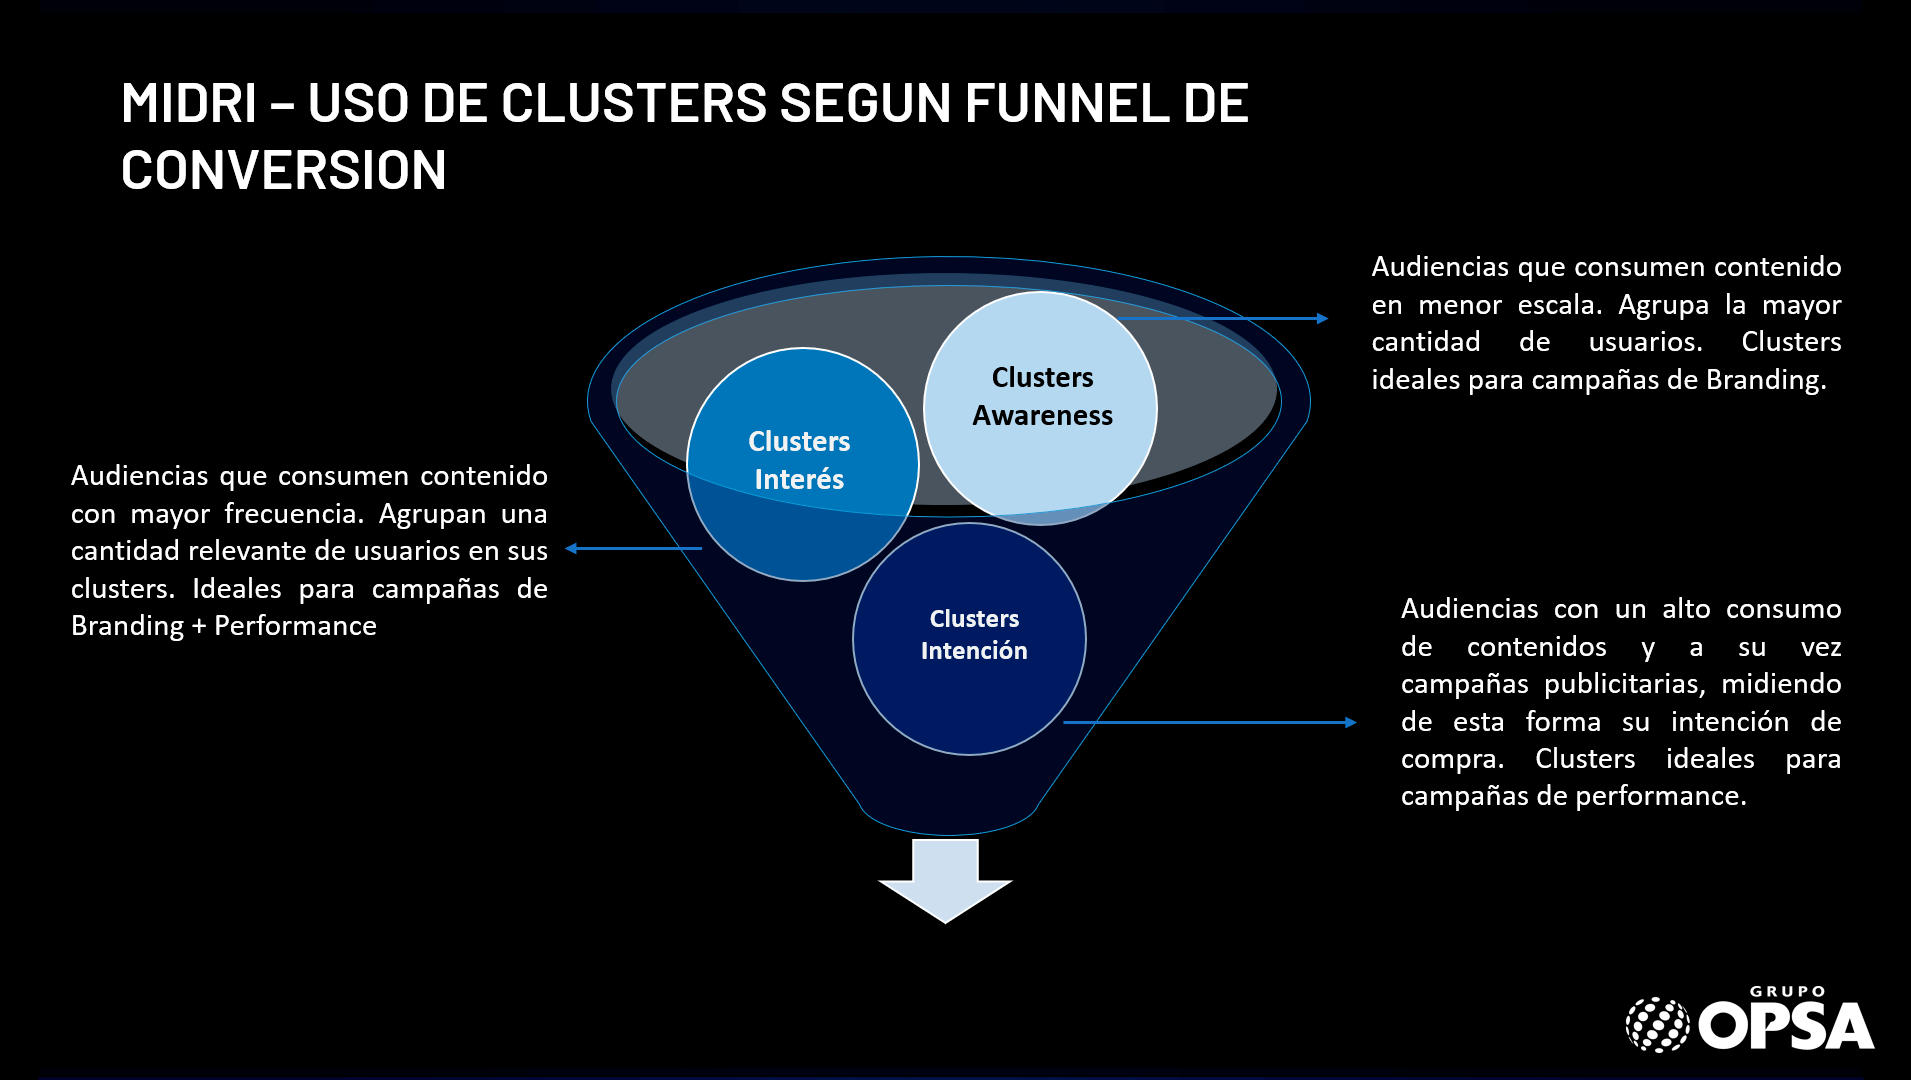 MIDRI – USO DE CLUSTERS SEGUN FUNNEL DE
CONVERSION
Audiencias que consumen contenido
en menor escala. Agrupa la mayor
cantidad de usuarios. Clusters
ideales para campañas de Branding.
Clusters
Awareness
Clusters
Interés
Audiencias que consumen contenido
con mayor frecuencia. Agrupan una
cantidad relevante de usuarios en sus
clusters. Ideales para campañas de
Branding + Performance
Clusters
Intención
Audiencias con un alto consumo
de contenidos y a su vez
campañas publicitarias, midiendo
de esta forma su intención de
compra. Clusters ideales para
campañas de performance.
GRUPO
OPSA